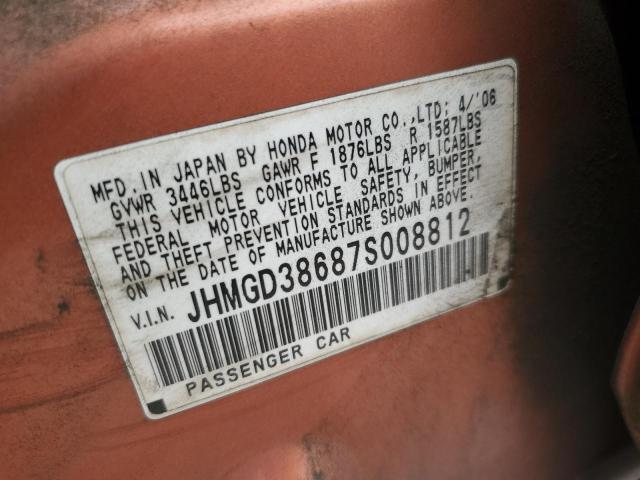 MFD. IN JAPAN BY HONDA MOTOR CO.,LTD; 4/'06
GVWR 3446LBS GAWR F 1876LBS R 1587LBS
THIS VEHICLE CONFORMS TO ALL APPLICABLE
FEDERAL MOTOR VEHICLE SAFETY, BUMPER,
AND THEFT PREVENTION STANDARDS IN EFFECT
ON THE DATE OF MANUFACTURE SHOWN ABOVE.
V.I.N. JHMGD38687S008812
PASSENGER CAR